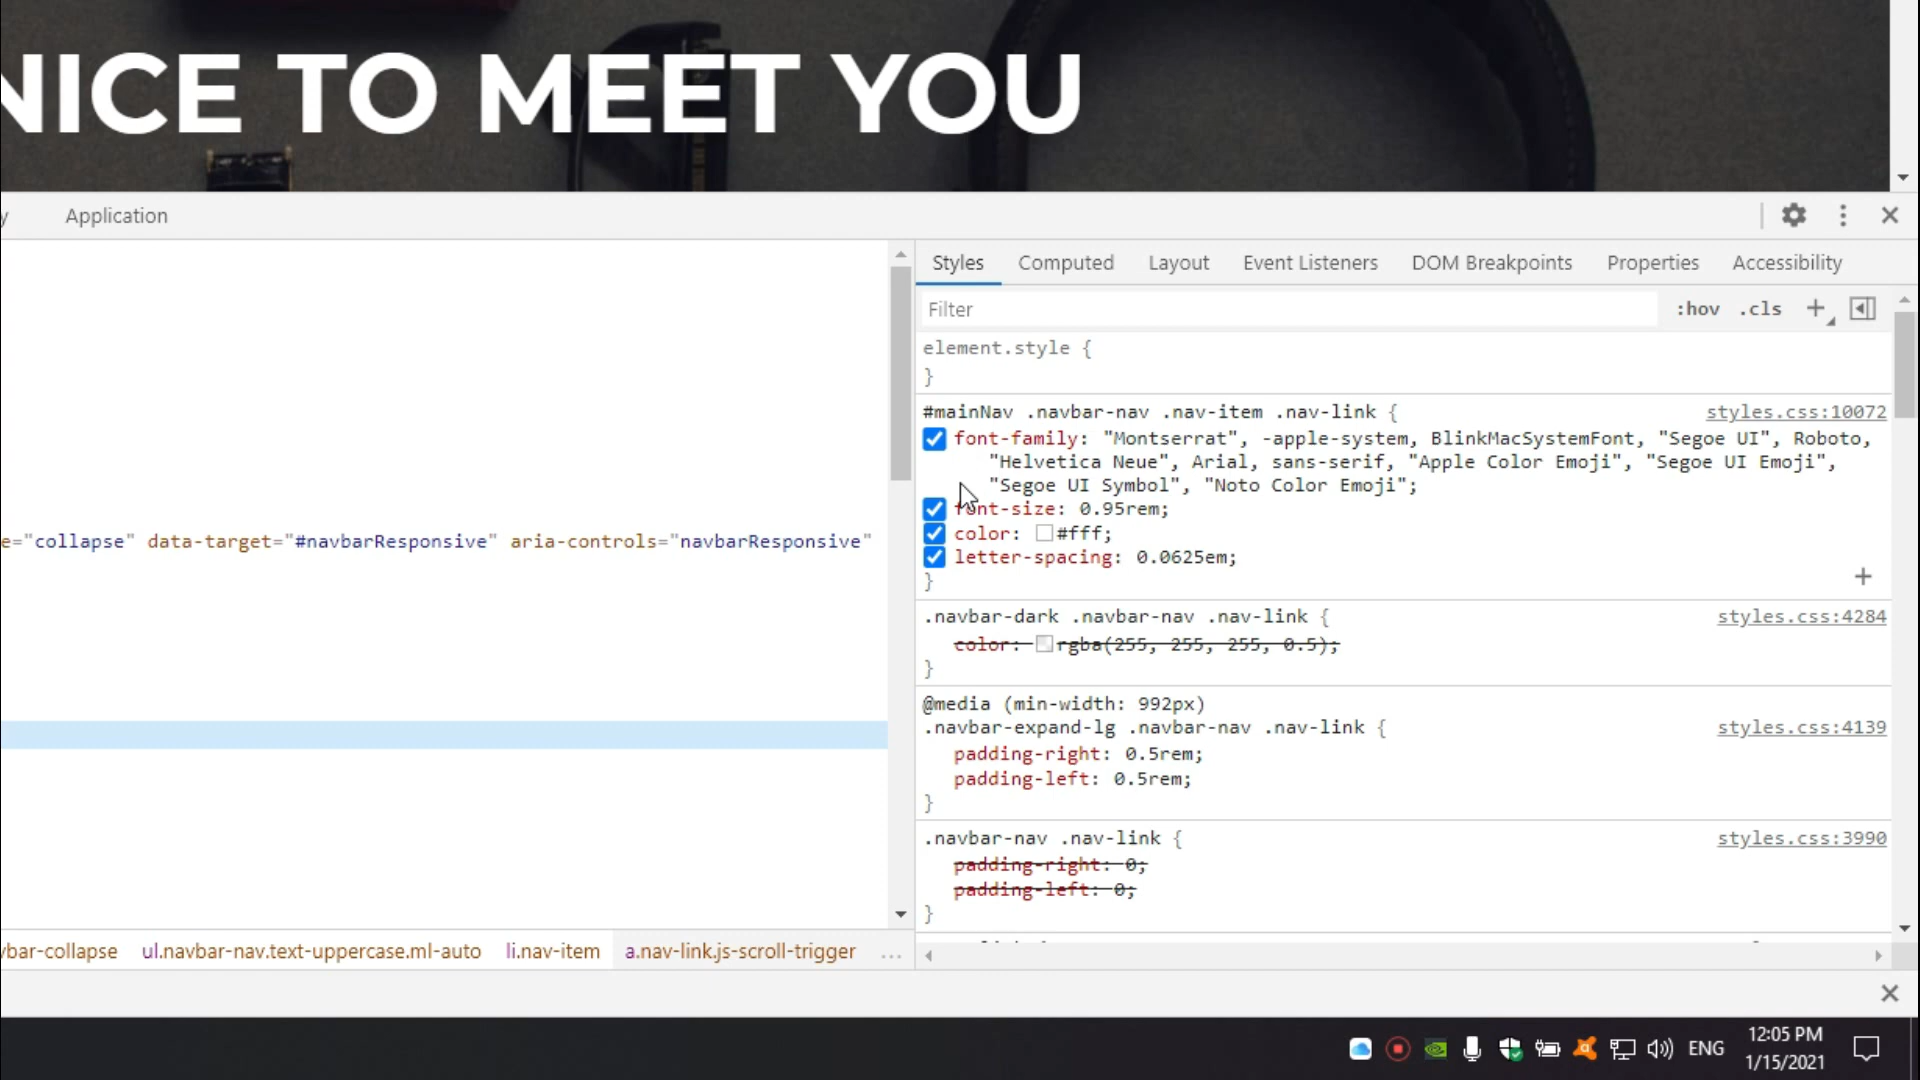 NICE TO MEET YOU
y Application
Styles Computed Layout Event Listeners DOM Breakpoints Properties Accessibility
Filter :hov .cls
element.style {
}
#mainNav .navbar-nav .nav-item .nav-link { styles.css:10072
font-family: "Montserrat", -apple-system, BlinkMacSystemFont, "Segoe UI", Roboto,
"Helvetica Neue", Arial, sans-serif, "Apple Color Emoji", "Segoe UI Emoji",
"Segoe UI Symbol", "Noto Color Emoji";
font-size: 0.95rem;
color: #fff;
e="collapse" data-target="#navbarResponsive" aria-controls="navbarResponsive"
letter-spacing: 0.0625em;
}
.navbar-dark .navbar-nav .nav-link { styles.css:4284
color: rgba(255, 255, 255, 0.5);
}
@media (min-width: 992px)
.navbar-expand-lg .navbar-nav .nav-link { styles.css:4139
padding-right: 0.5rem;
padding-left: 0.5rem;
}
.navbar-nav .nav-link { styles.css:3990
padding-right: 0;
padding-left: 0;
}
vbar-collapse ul.navbar-nav.text-uppercase.ml-auto li.nav-item a.nav-link.js-scroll-trigger ...
ENG
12:05 PM
1/15/2021